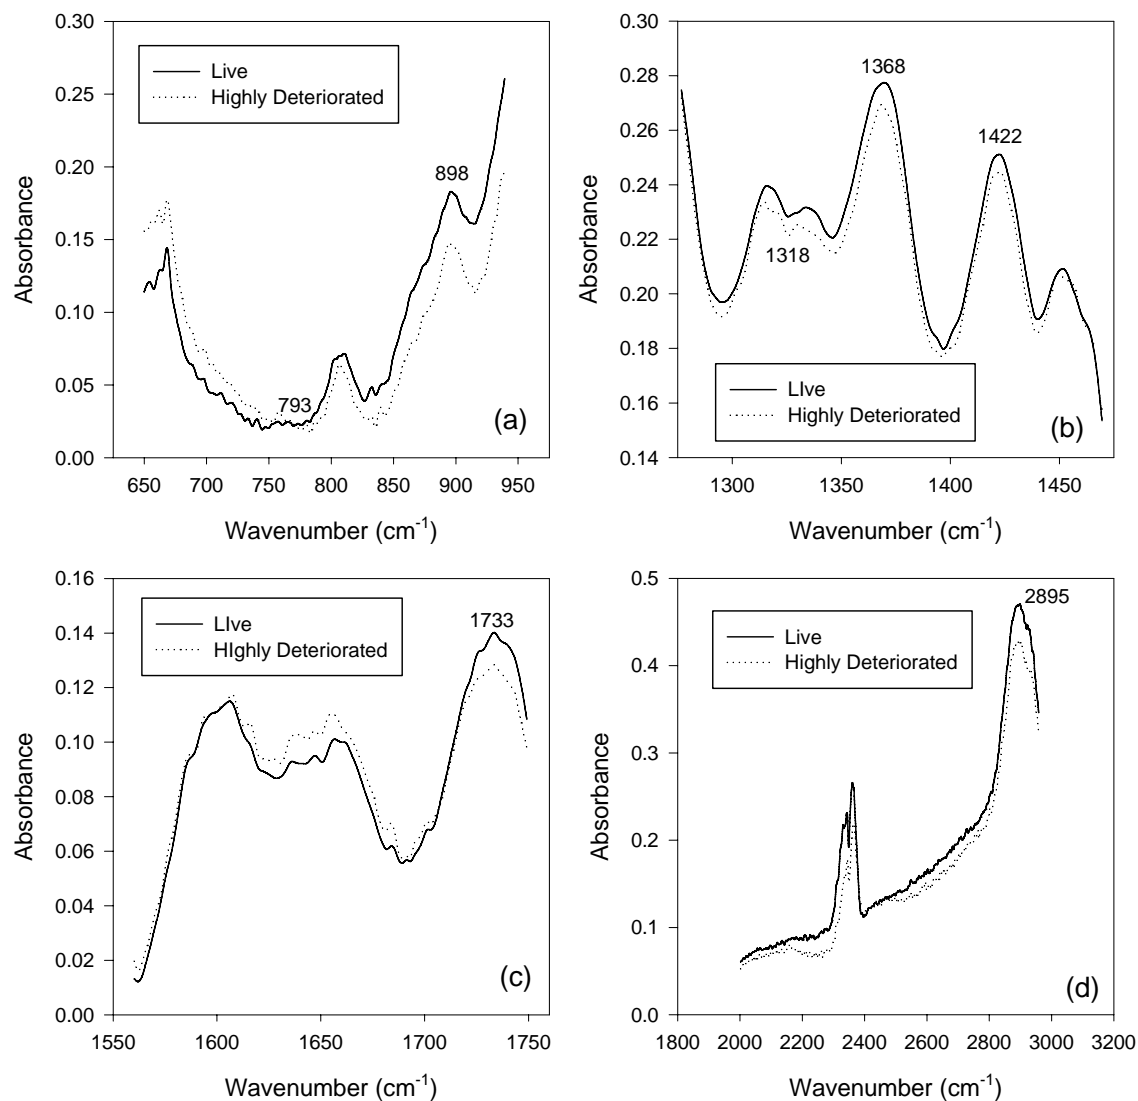 0.30
0.25
0.20
0.15
0.10
0.05
0.00
Absorbance
Live
Highly Deteriorated
898
793
(a)
650 700 750 800 850 900 950
Wavenumber (cm-1)
0.30
0.28
0.26
0.24
0.22
0.20
0.18
0.16
0.14
Absorbance
1368
1422
1318
LIve
Highly Deteriorated
(b)
1300 1350 1400 1450
Wavenumber (cm-1)
0.16
0.14
0.12
0.10
0.08
0.06
0.04
0.02
0.00
Absorbance
LIve
HIghly Deteriorated
1733
(c)
1560 1600 1650 1700 1750
Wavenumber (cm-1)
0.5
0.4
0.3
0.2
0.1
0.0
Absorbance
Live
Highly Deteriorated
2895
(d)
1800 2000 2200 2400 2600 2800 3000 3200
Wavenumber (cm-1)